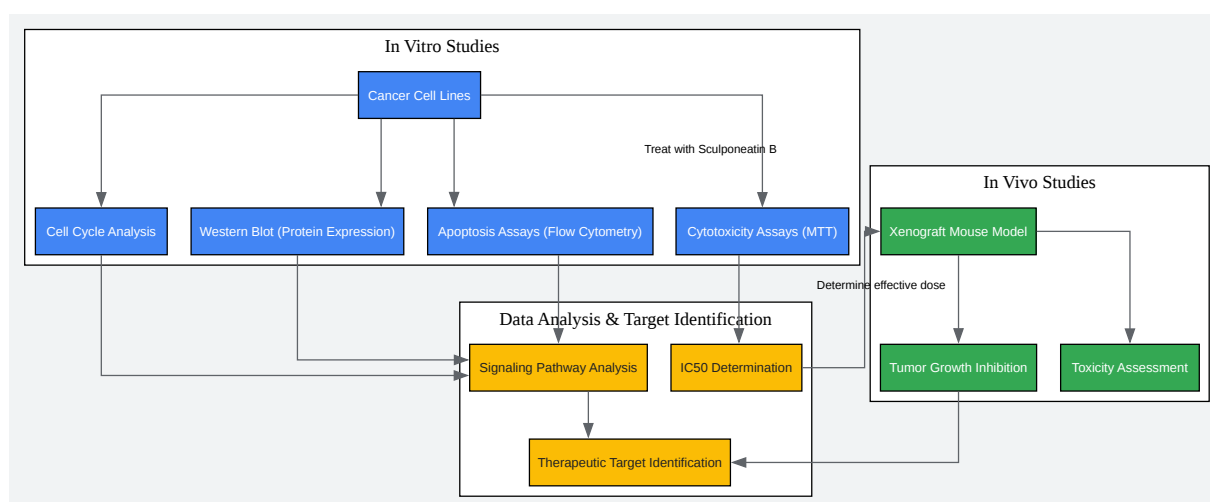 In Vitro Studies
Cancer Cell Lines
Treat with Sculponeatin B
In Vivo Studies
Cell Cycle Analysis
Western Blot (Protein Expression)
Apoptosis Assays (Flow Cytometry)
Cytotoxicity Assays (MTT)
Xenograft Mouse Model
Determine effective dose
Data Analysis & Target Identification
Signaling Pathway Analysis
IC50 Determination
Tumor Growth Inhibition
Toxicity Assessment
Therapeutic Target Identification